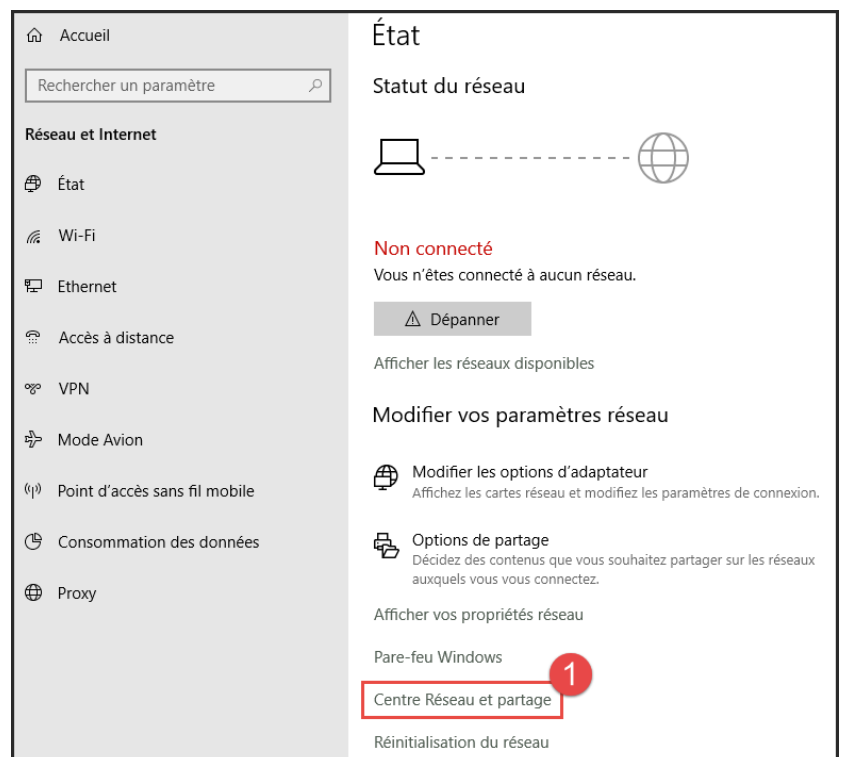 Accueil
Rechercher un paramètre
Réseau et Internet
État
Wi-Fi
Ethernet
Accès à distance
VPN
Mode Avion
Point d'accès sans fil mobile
Consommation des données
Proxy
État
Statut du réseau
Non connecté
Vous n'êtes connecté à aucun réseau.
Dépanner
Afficher les réseaux disponibles
Modifier vos paramètres réseau
Modifier les options d'adaptateur
Affichez les cartes réseau et modifiez les paramètres de connexion.
Options de partage
Décidez des contenus que vous souhaitez partager sur les réseaux
auxquels vous vous connectez.
Afficher vos propriétés réseau
Pare-feu Windows
1
Centre Réseau et partage
Réinitialisation du réseau